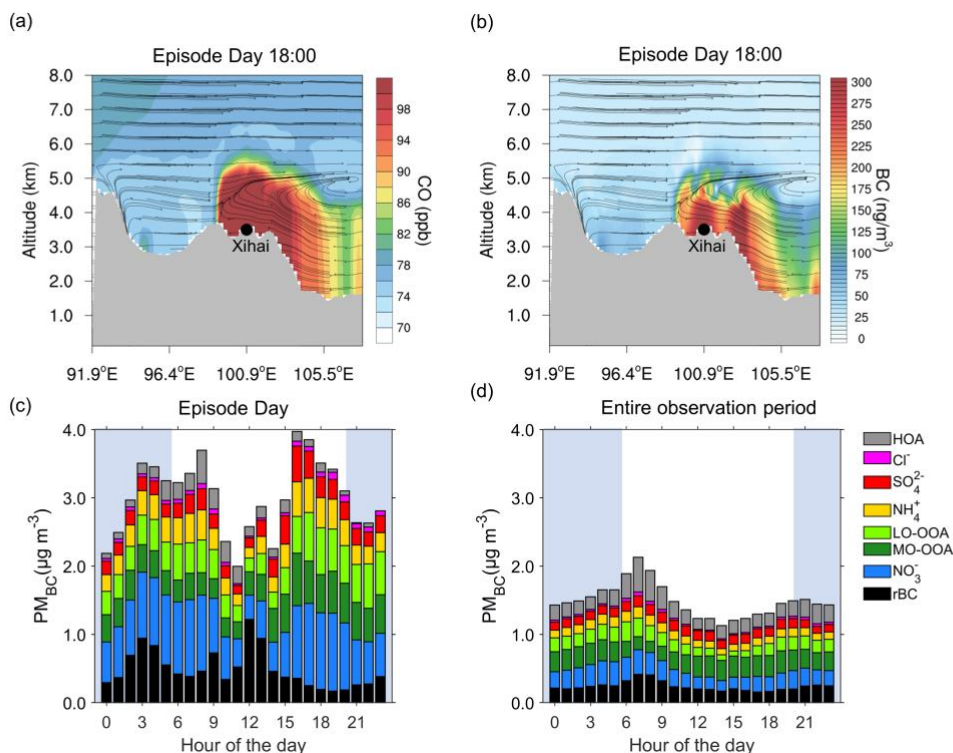 (a)
Episode Day 18:00
8.0
7.0
6.0
5.0
4.0
3.0
2.0
1.0
Altitude (km)
Xihai
91.9°E 96.4°E 100.9°E 105.5°E
98
94
90
86
82
78
74
70
CO (ppb)
(b)
Episode Day 18:00
8.0
7.0
6.0
5.0
4.0
3.0
2.0
1.0
Altitude (km)
Xihai
91.9°E 96.4°E 100.9°E 105.5°E
300
275
250
225
200
175
150
125
100
75
50
25
0
BC (ng/m³)
(c)
Episode Day
4.0
3.0
2.0
1.0
0.0
PM_BC(µg m⁻³)
0 3 6 9 12 15 18 21
Hour of the day
(d)
Entire observation period
4.0
3.0
2.0
1.0
0.0
PM_BC(µg m⁻³)
0 3 6 9 12 15 18 21
Hour of the day
HOA
Cl⁻
SO₄²⁻
NH₄⁺
LO-OOA
MO-OOA
NO₃⁻
rBC